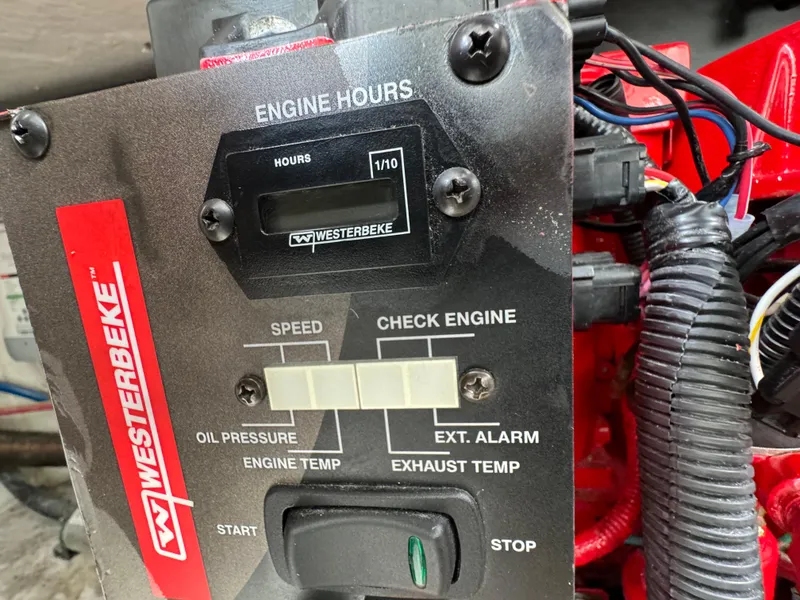 ENGINE HOURS
HOURS
1/10
W WESTERBEKE
W WESTERBEKE™
SPEED
CHECK ENGINE
OIL PRESSURE
EXT. ALARM
ENGINE TEMP
EXHAUST TEMP
START
STOP